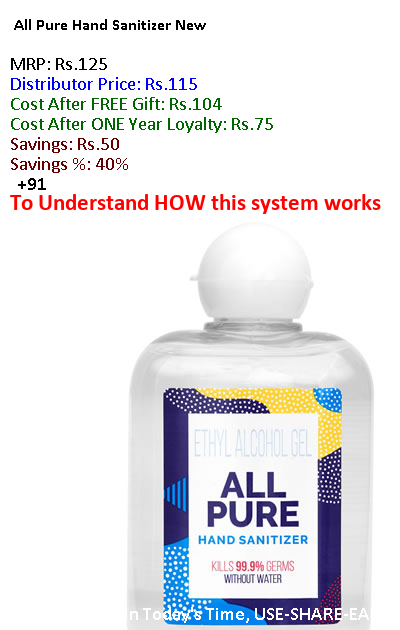 All Pure Hand Sanitizer New
MRP: Rs.125
Distributor Price: Rs.115
Cost After FREE Gift: Rs.104
Cost After ONE Year Loyalty: Rs.75
Savings: Rs.50
Savings %: 40%
+91
To Understand HOW this system works
ETHYL ALCOHOL GEL
ALL
PURE
HAND SANITIZER
KILLS 99.9% GERMS
WITHOUT WATER
n Today's Time, USE-SHARE-EA